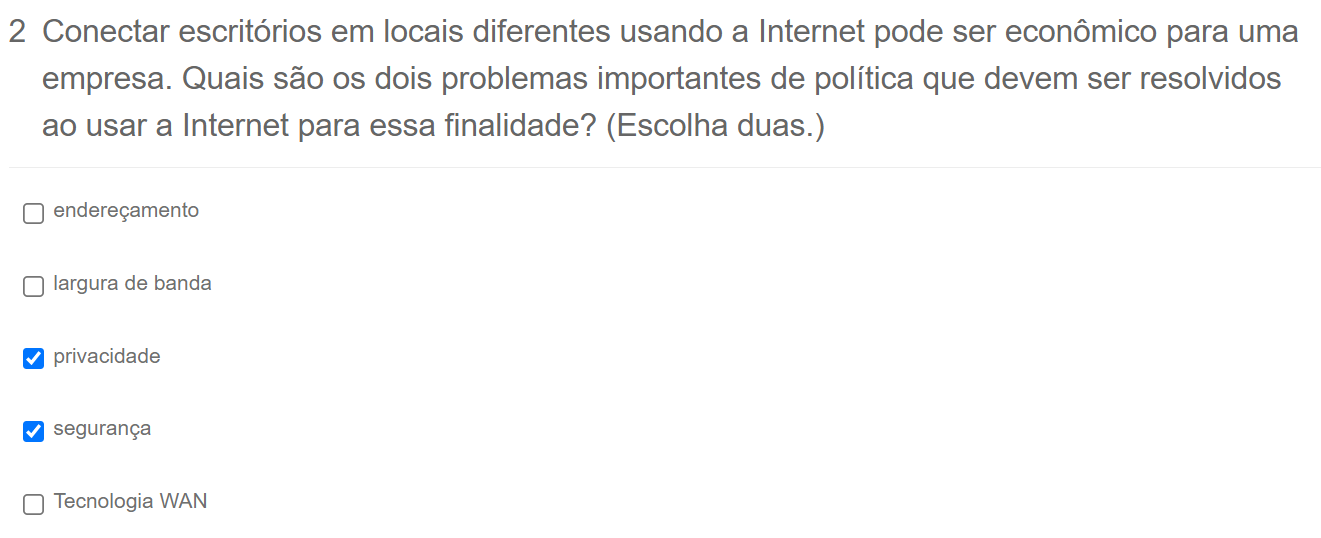 2 Conectar escritórios em locais diferentes usando a Internet pode ser econômico para uma
empresa. Quais são os dois problemas importantes de política que devem ser resolvidos
ao usar a Internet para essa finalidade? (Escolha duas.)
endereçamento
largura de banda
privacidade
segurança
Tecnologia WAN